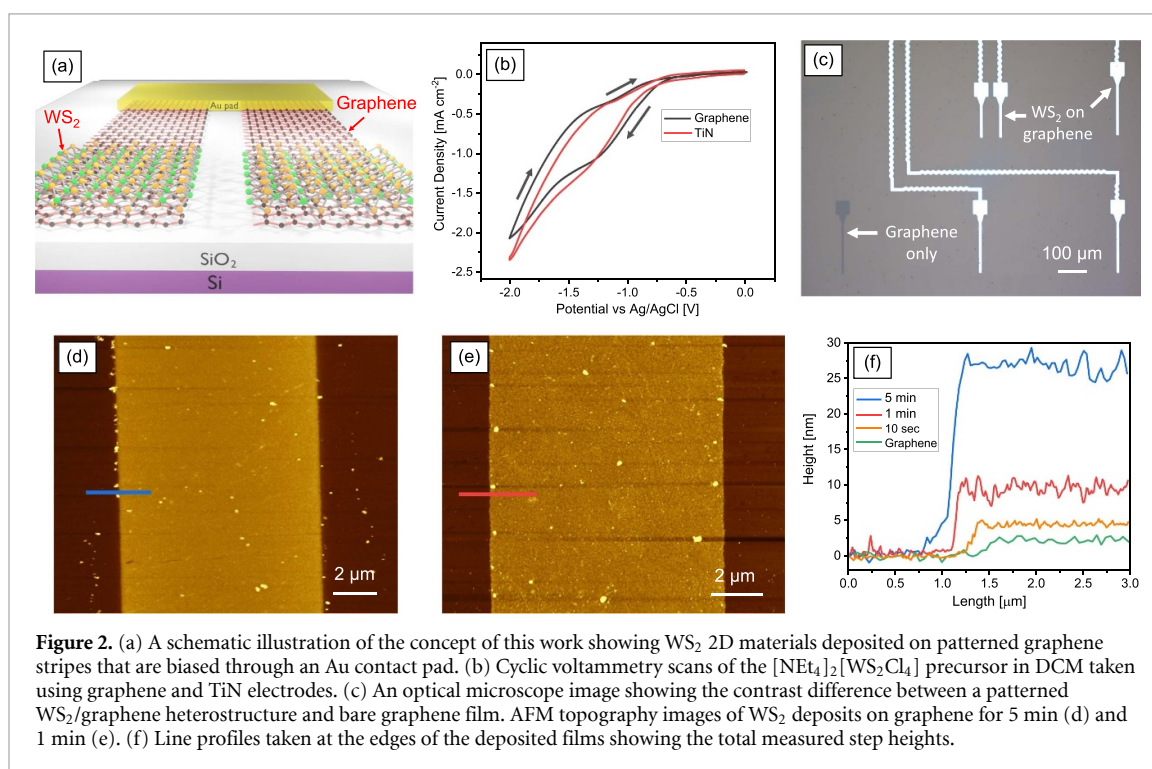 (a)
WS₂
Au pad
Graphene
SiO₂
Si
(b)
Current Density [mA cm⁻²]
0.0
-0.5
-1.0
-1.5
-2.0
-2.5
Graphene
TiN
-2.0 -1.5 -1.0 -0.5 0.0
Potential vs Ag/AgCl [V]
(c)
WS₂ on
graphene
Graphene
only
100 µm
(d)
2 µm
(e)
2 µm
(f)
Height [nm]
30
25
20
15
10
5
0
5 min
1 min
10 sec
Graphene
0.0 0.5 1.0 1.5 2.0 2.5 3.0
Length [µm]
Figure 2. (a) A schematic illustration of the concept of this work showing WS₂ 2D materials deposited on patterned graphene
stripes that are biased through an Au contact pad. (b) Cyclic voltammetry scans of the [NEt₄]₂[WS₂Cl₄] precursor in DCM taken
using graphene and TiN electrodes. (c) An optical microscope image showing the contrast difference between a patterned
WS₂/graphene heterostructure and bare graphene film. AFM topography images of WS₂ deposits on graphene for 5 min (d) and
1 min (e). (f) Line profiles taken at the edges of the deposited films showing the total measured step heights.